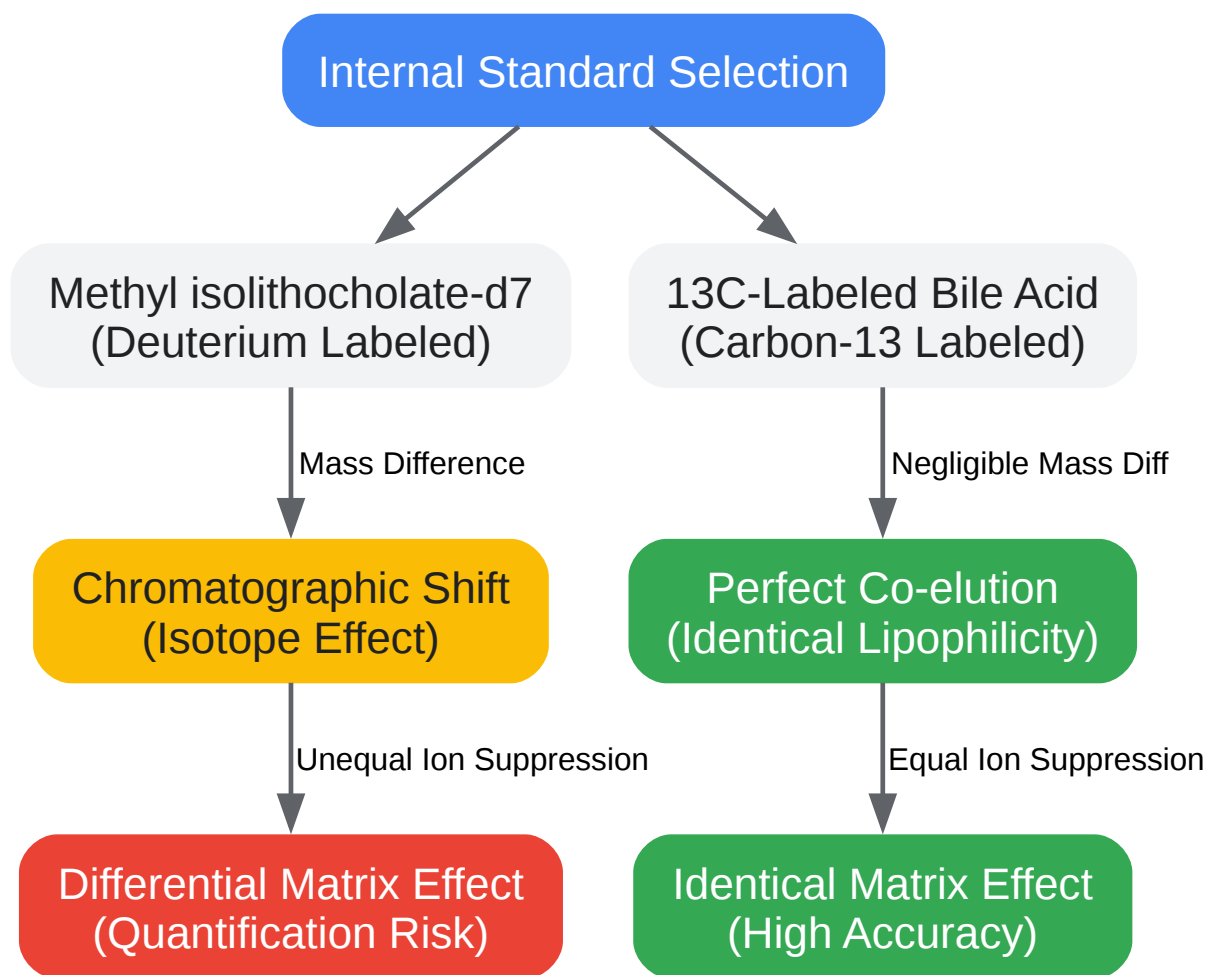 Internal Standard Selection
Methyl isolithocholate-d7
(Deuterium Labeled)
13C-Labeled Bile Acid
(Carbon-13 Labeled)
Mass Difference
Negligible Mass Diff
Chromatographic Shift
(Isotope Effect)
Perfect Co-elution
(Identical Lipophilicity)
Unequal Ion Suppression
Equal Ion Suppression
Differential Matrix Effect
(Quantification Risk)
Identical Matrix Effect
(High Accuracy)